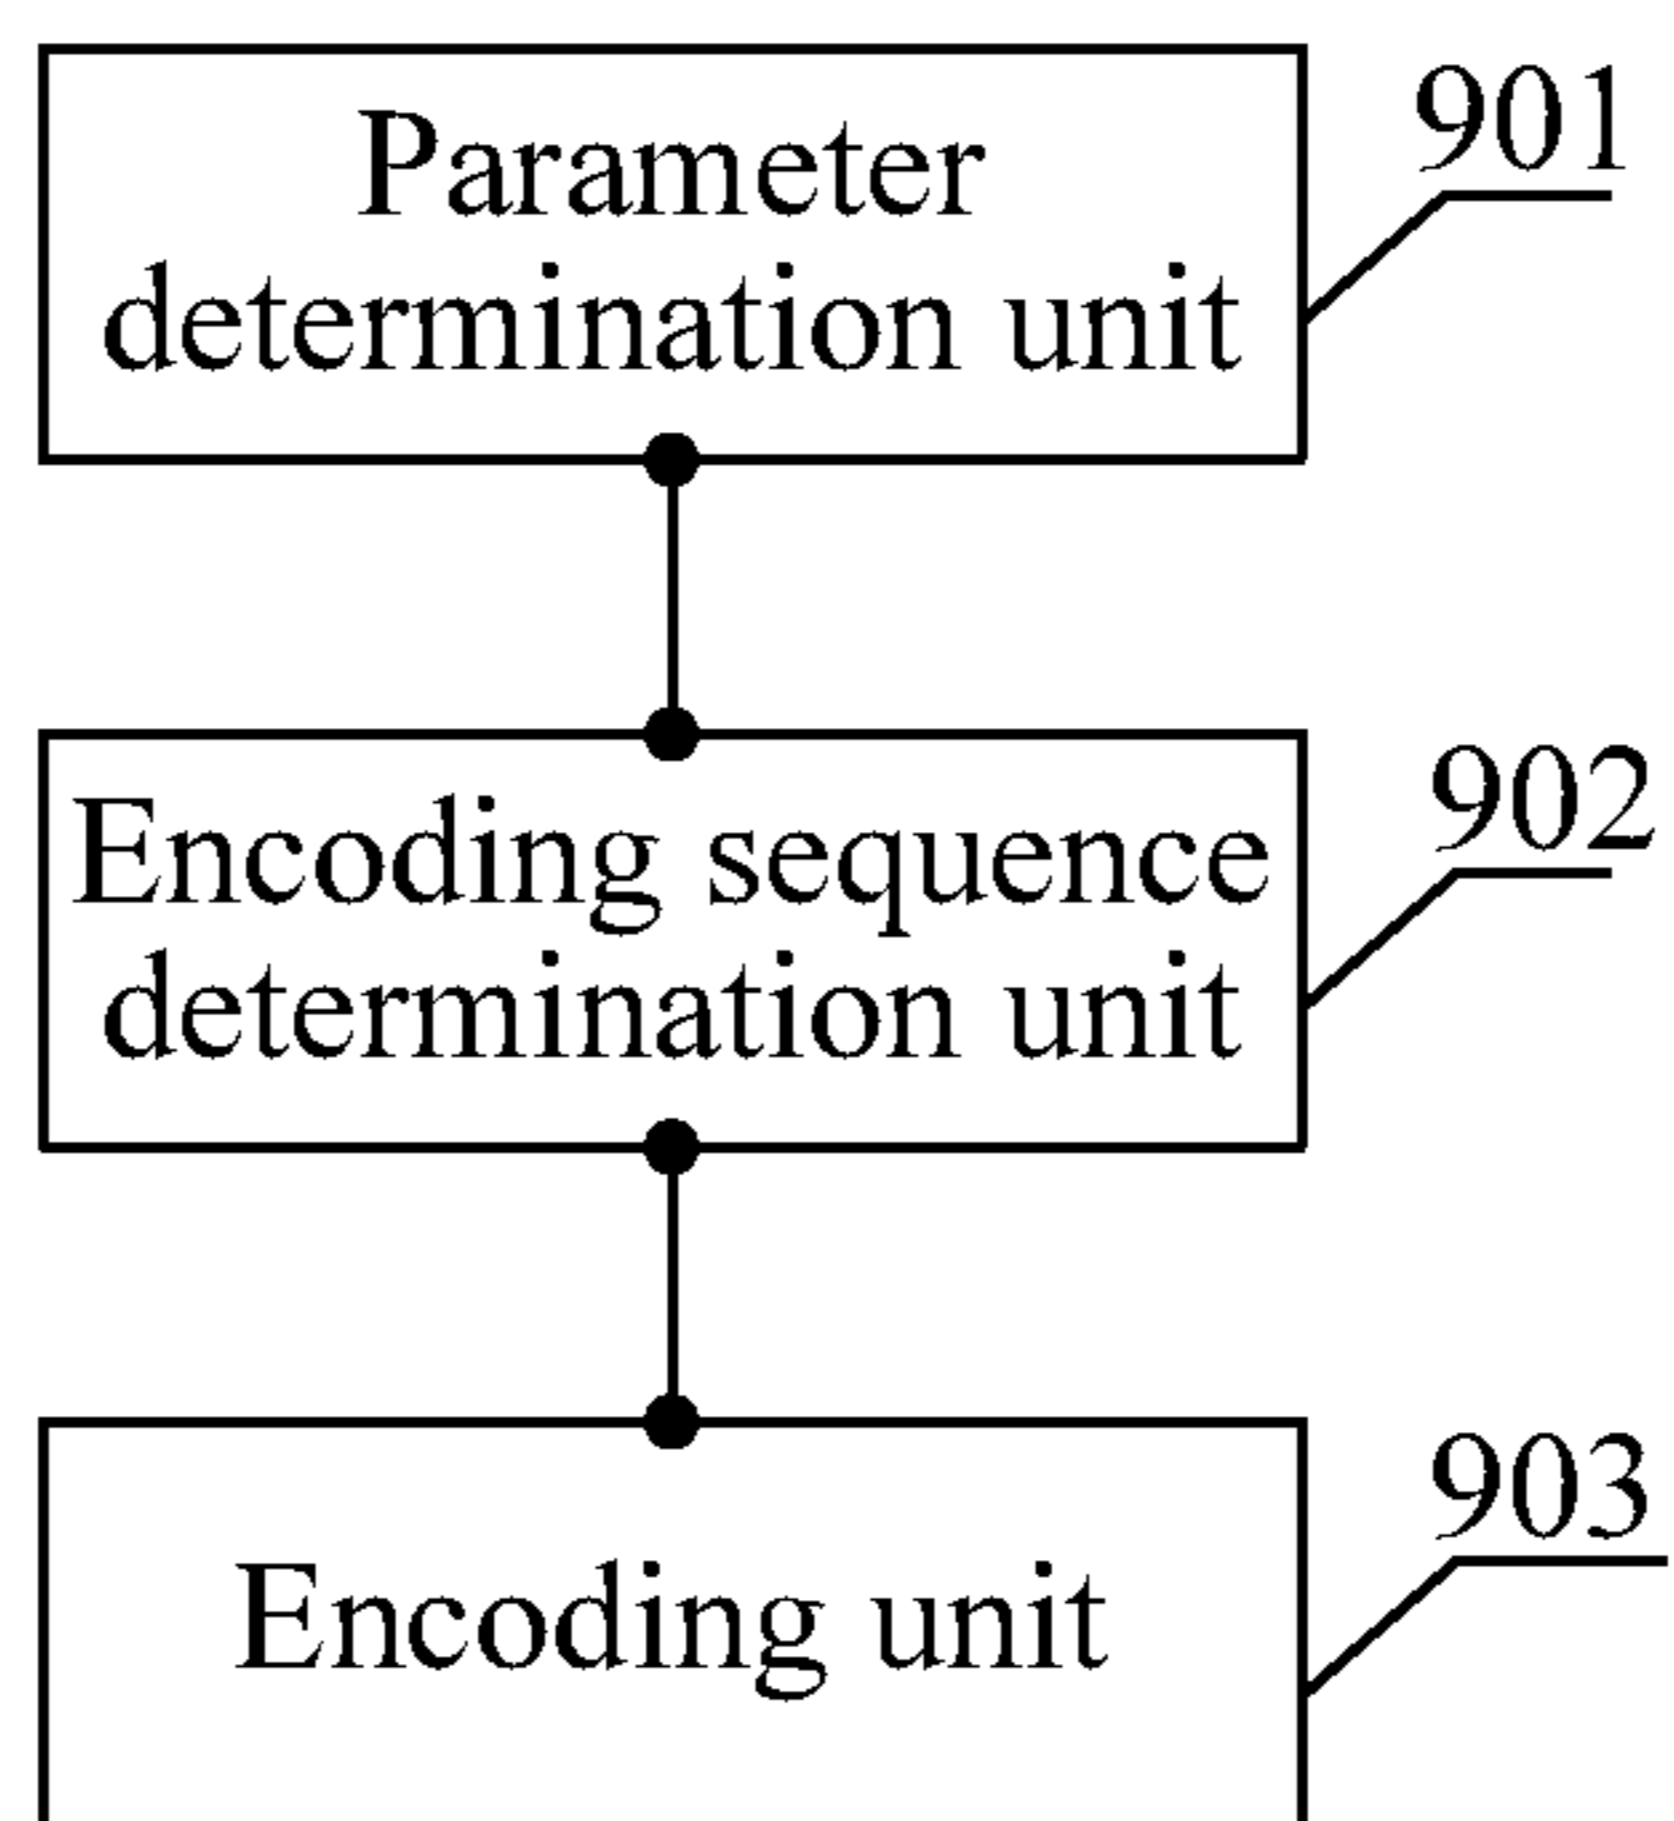 Parameter
determination unit
901
Encoding sequence
determination unit
902
Encoding unit
903